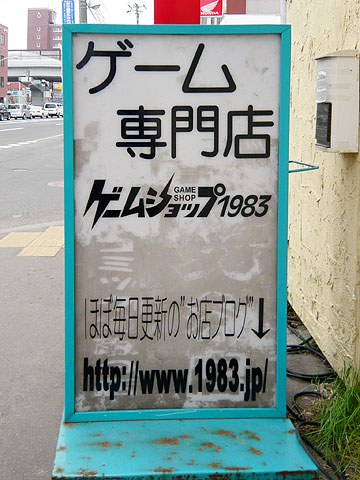 ゲーム
専門店
ゲームショップ1983
GAME
SHOP
ほぼ毎日更新の"お店ブログ"↓
http://www.1983.jp/
HONDA